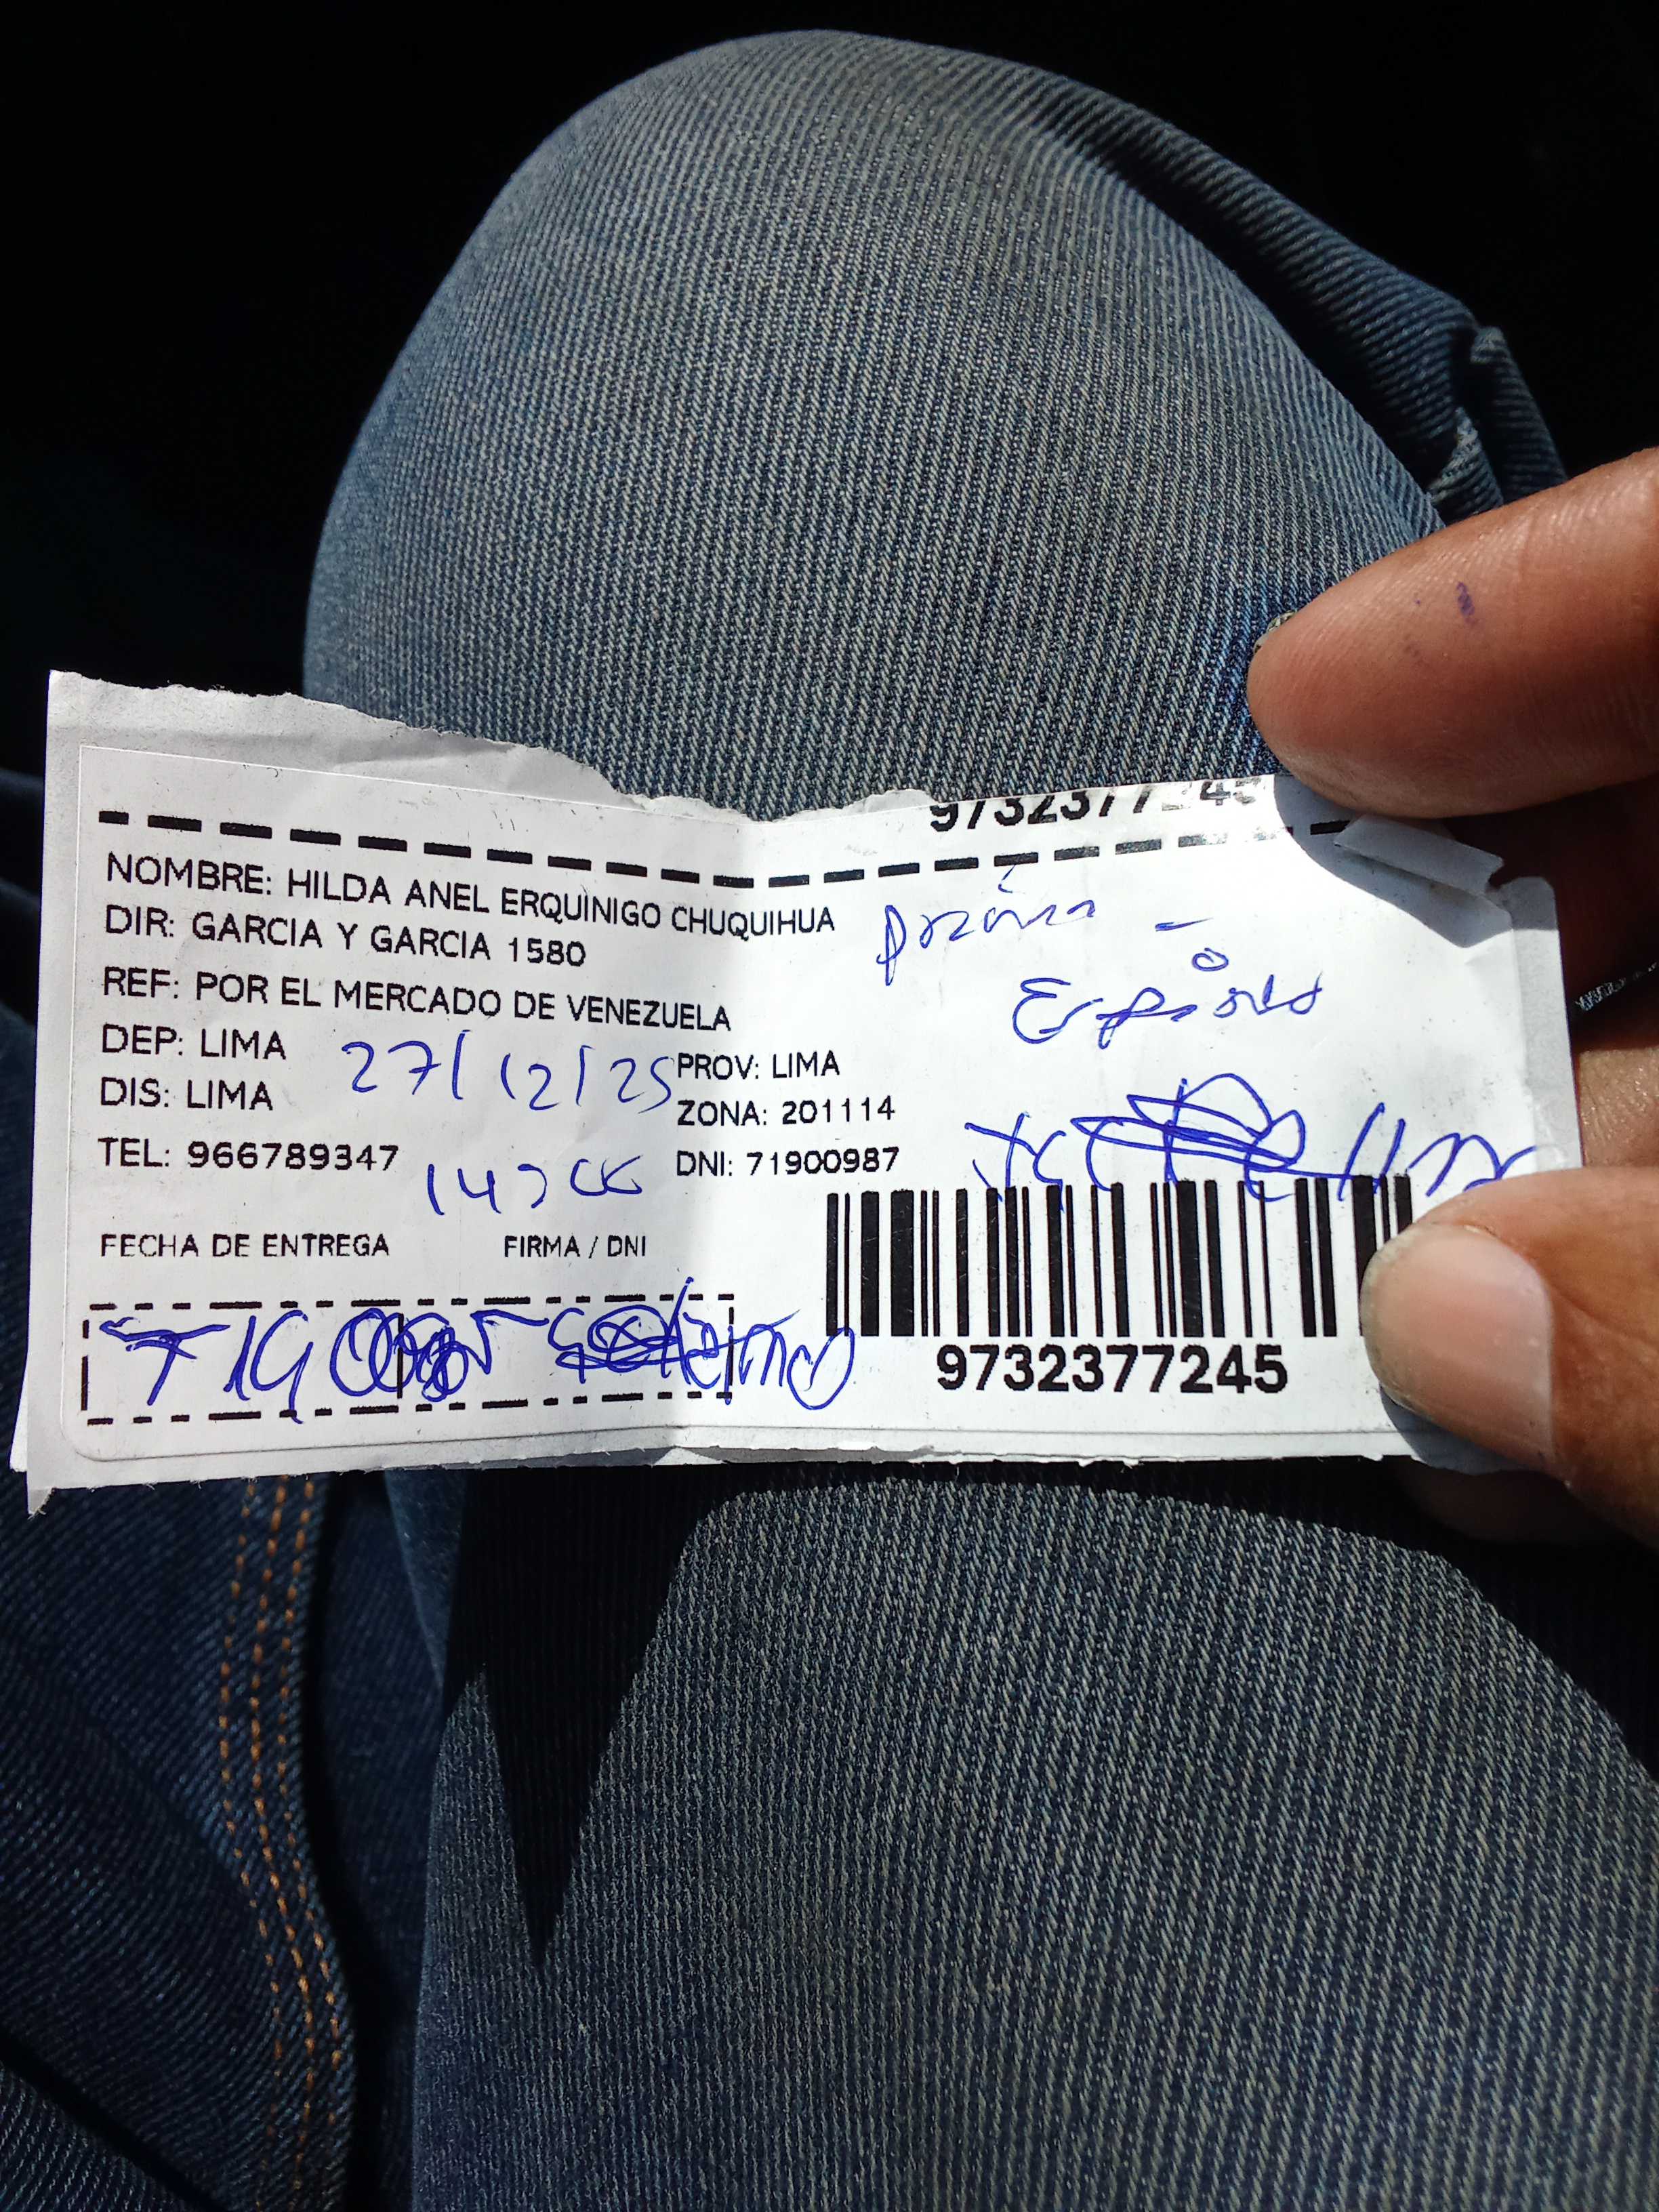 NOMBRE: HILDA ANEL ERQUINIGO CHUQUIHUA
DIR: GARCIA Y GARCIA 1580
REF: POR EL MERCADO DE VENEZUELA
DEP: LIMA
27/12/25
PROV: LIMA
DIS: LIMA
ZONA: 201114
TEL: 966789347
DNI: 71900987
FECHA DE ENTREGA
FIRMA / DNI
9732377245